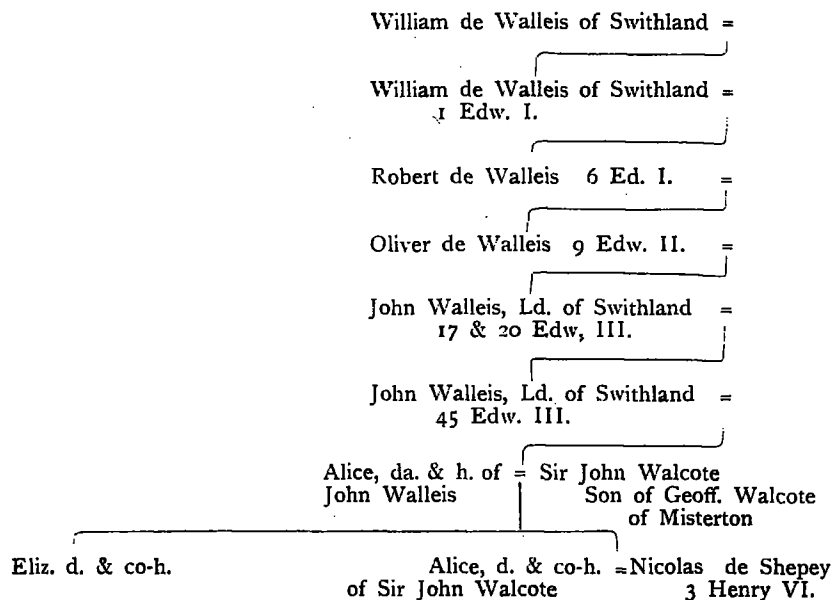 William de Walleis of Swithland =
William de Walleis of Swithland =
1 Edw. I.
Robert de Walleis 6 Ed. I. =
Oliver de Walleis 9 Edw. II. =
John Walleis, Ld. of Swithland =
17 & 20 Edw, III.
John Walleis, Ld. of Swithland =
45 Edw. III.
Alice, da. & h. of = Sir John Walcote
John Walleis Son of Geoff. Walcote
of Misterton
Eliz. d. & co-h. Alice, d. & co-h. = Nicolas de Shepey
of Sir John Walcote 3 Henry VI.